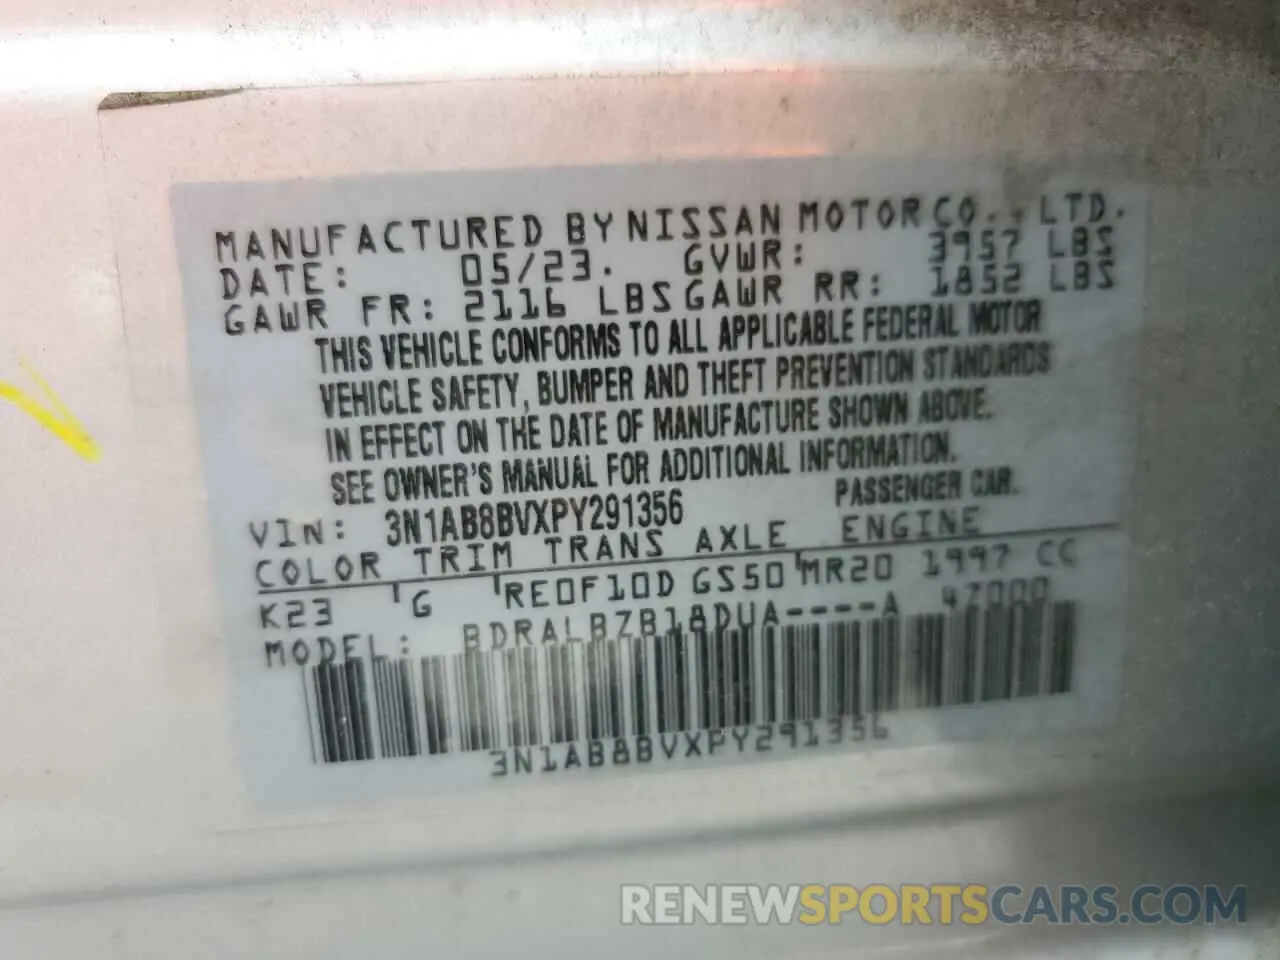 MANUFACTURED BY NISSAN MOTOR CO., LTD.
DATE: 05/23. GVWR: 3957 LBS
GAWR FR: 2116 LBS GAWR RR: 1852 LBS
THIS VEHICLE CONFORMS TO ALL APPLICABLE FEDERAL MOTOR
VEHICLE SAFETY, BUMPER AND THEFT PREVENTION STANDARDS
IN EFFECT ON THE DATE OF MANUFACTURE SHOWN ABOVE.
SEE OWNER'S MANUAL FOR ADDITIONAL INFORMATION.
VIN: 3N1AB8BVXPY291356 PASSENGER CAR.
COLOR TRIM TRANS AXLE ENGINE
K23 G RE0F10D GS50 MR20 1997 CC
MODEL: BDRALBZB18DUA----A 47000
3N1AB8BVXPY291356
RENEWSPORTSCARS.COM